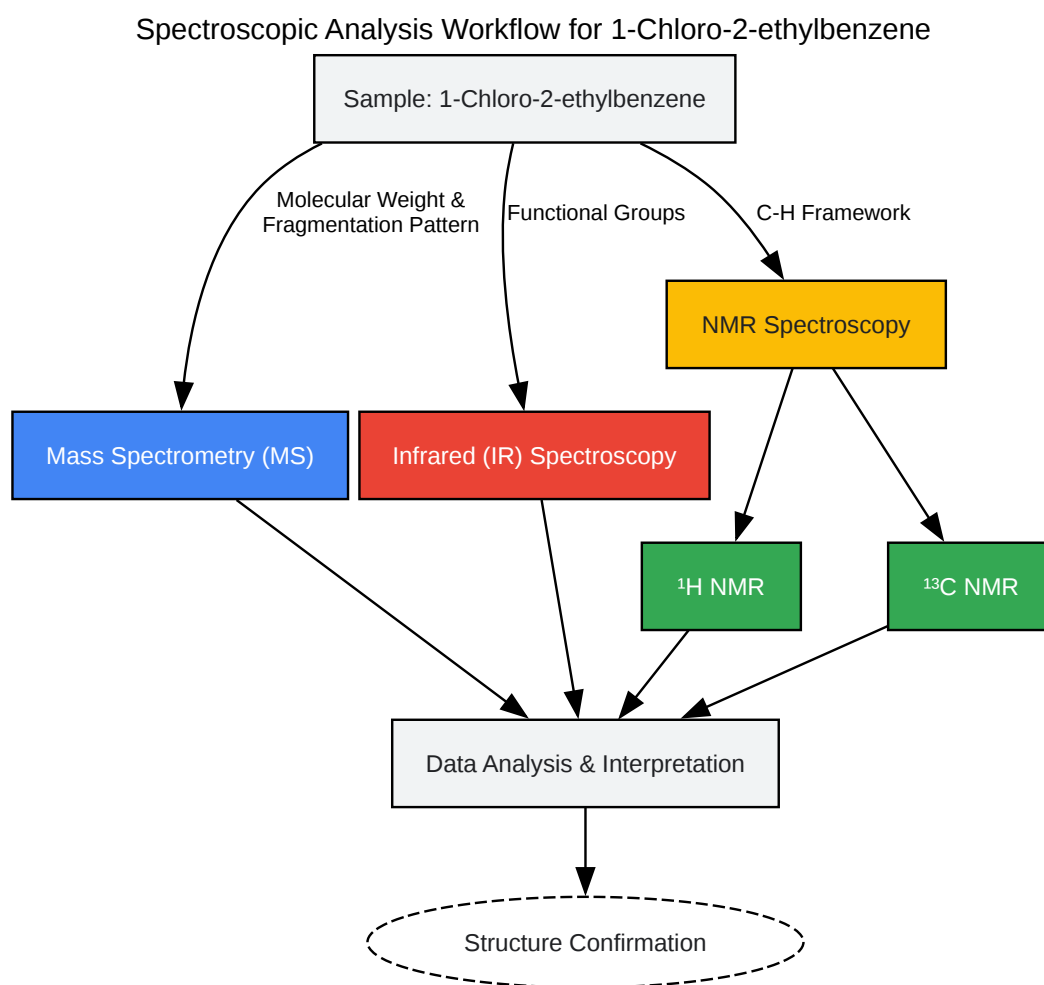 Spectroscopic Analysis Workflow for 1-Chloro-2-ethylbenzene
Sample: 1-Chloro-2-ethylbenzene
Molecular Weight &
Fragmentation Pattern
Functional Groups
C-H Framework
NMR Spectroscopy
Mass Spectrometry (MS)
Infrared (IR) Spectroscopy
¹H NMR
¹³C NMR
Data Analysis & Interpretation
Structure Confirmation